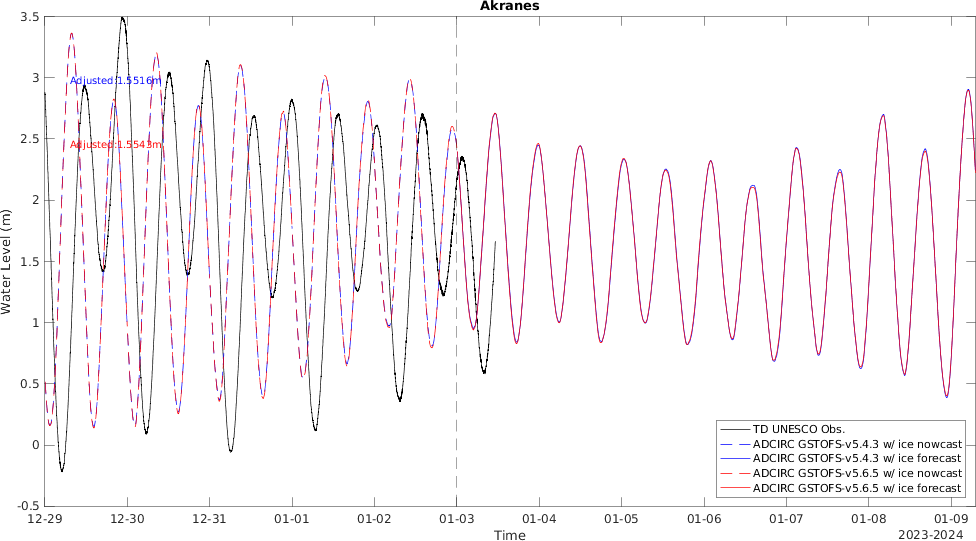 Akranes
3.5
3
2.5
2
1.5
1
0.5
0
-0.5
Water Level (m)
Adjusted:1.5516m
Adjusted:1.5543m
TD UNESCO Obs.
ADCIRC GSTOFS-v5.4.3 w/ ice nowcast
ADCIRC GSTOFS-v5.4.3 w/ ice forecast
ADCIRC GSTOFS-v5.6.5 w/ ice nowcast
ADCIRC GSTOFS-v5.6.5 w/ ice forecast
12-29 12-30 12-31 01-01 01-02 01-03 01-04 01-05 01-06 01-07 01-08 01-09
Time
2023-2024